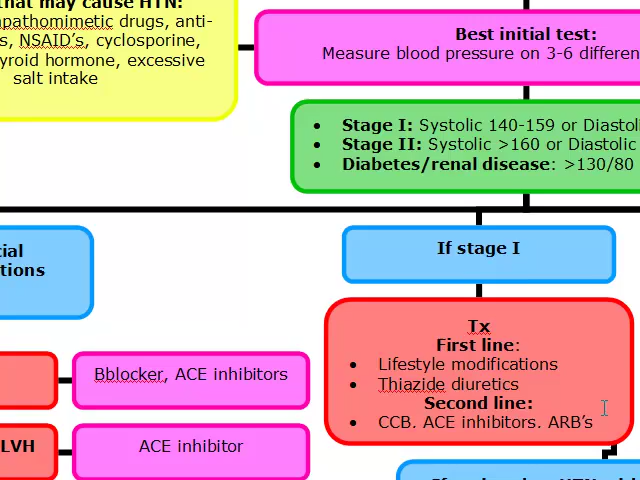 that may cause HTN:
pathomimetic drugs, anti-
s, NSAID's, cyclosporine,
yroid hormone, excessive
salt intake
Best initial test:
Measure blood pressure on 3-6 differen
• Stage I: Systolic 140-159 or Diastoli
• Stage II: Systolic >160 or Diastolic
• Diabetes/renal disease: >130/80
cial
tions
If stage I
Tx
First line:
• Lifestyle modifications
• Thiazide diuretics
Second line:
• CCB. ACE inhibitors. ARB's
Bblocker, ACE inhibitors
LVH
ACE inhibitor